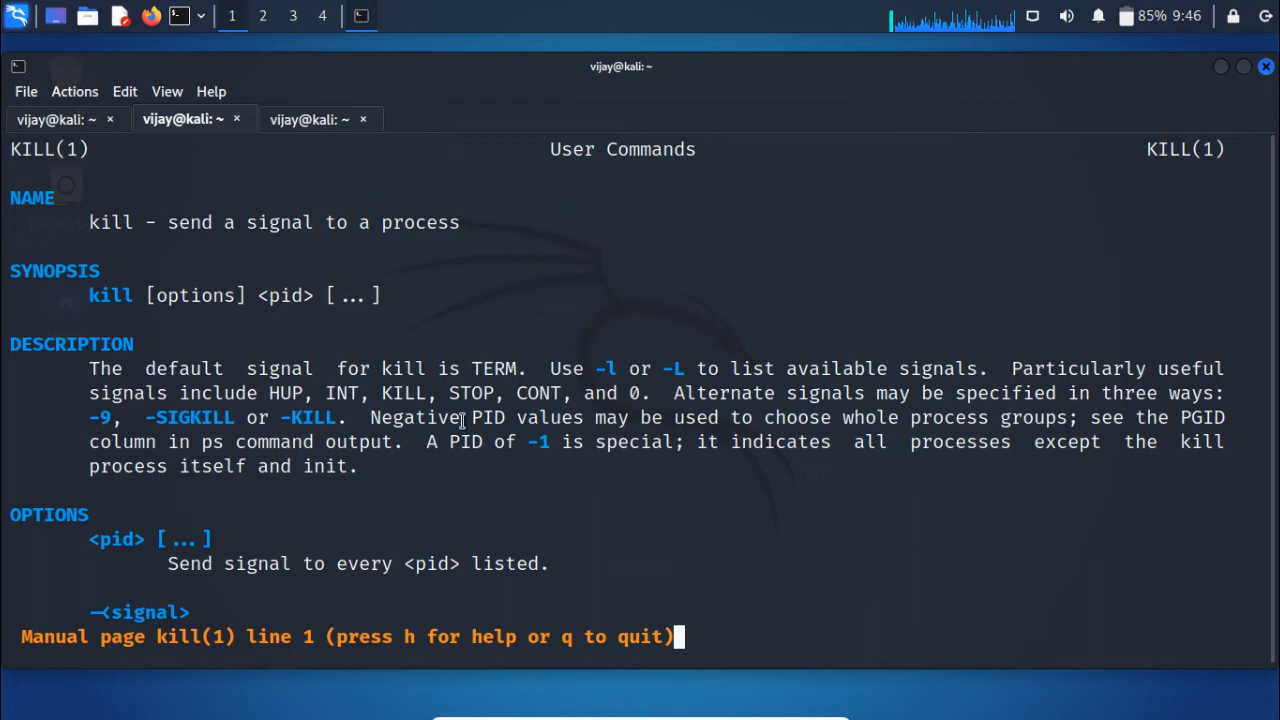 1 2 3 4 85% 9:46
vijay@kali:~
File Actions Edit View Help
vijay@kali: ~ × vijay@kali: ~ × vijay@kali: ~ ×
KILL(1) User Commands KILL(1)
NAME
kill - send a signal to a process
SYNOPSIS
kill [options] <pid> [...]
DESCRIPTION
The default signal for kill is TERM. Use -l or -L to list available signals. Particularly useful
signals include HUP, INT, KILL, STOP, CONT, and 0. Alternate signals may be specified in three ways:
-9, -SIGKILL or -KILL. Negative PID values may be used to choose whole process groups; see the PGID
column in ps command output. A PID of -1 is special; it indicates all processes except the kill
process itself and init.
OPTIONS
<pid> [...]
Send signal to every <pid> listed.
-<signal>
Manual page kill(1) line 1 (press h for help or q to quit)